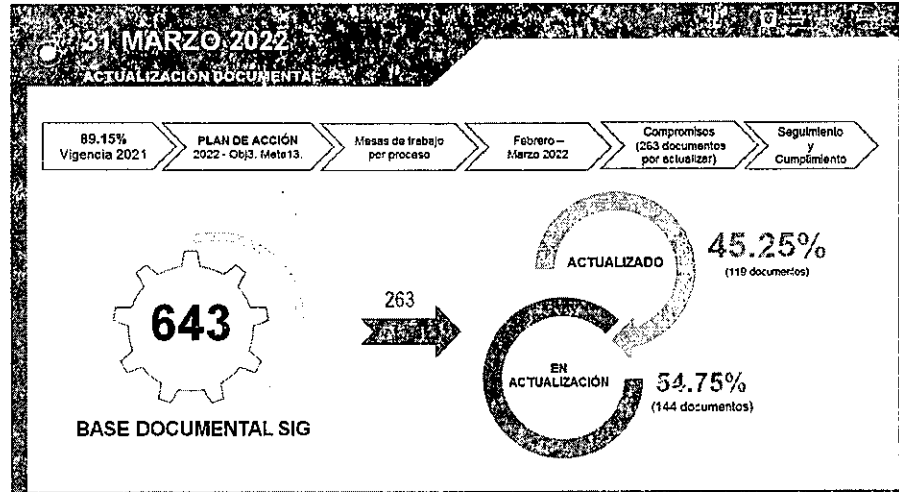 31 MARZO 2022
ACTUALIZACIÓN DOCUMENTAL
89.15%
Vigencia 2021
PLAN DE ACCIÓN
2022 - Obj3. Meta13.
Mesas de trabajo
por proceso
Febrero –
Marzo 2022
Compromisos
(263 documentos
por actualizar)
Seguimiento
y
Cumplimiento
643
BASE DOCUMENTAL SIG
263
ACTUALIZADO
45.25%
(119 documentos)
EN
ACTUALIZACIÓN
54.75%
(144 documentos)